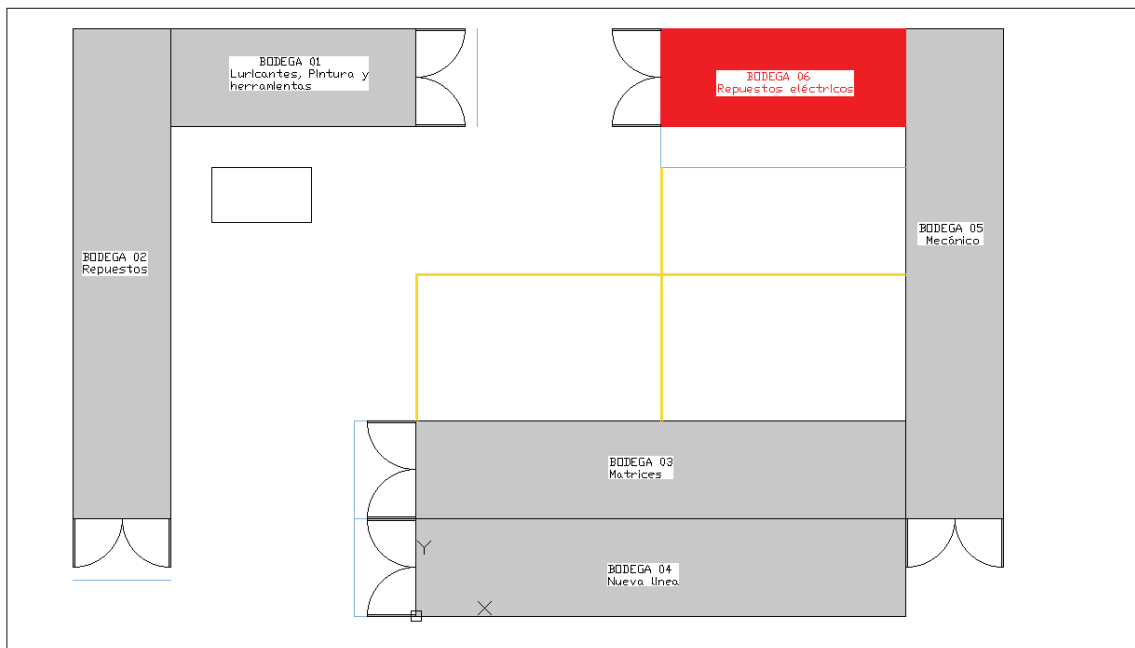 BODEGA 01
Luricantes, Pintura y
herramientas
BODEGA 06
Repuestos eléctricos
BODEGA 02
Repuestos
BODEGA 05
Mecánico
BODEGA 03
Matrices
BODEGA 04
Nueva línea
Y
X